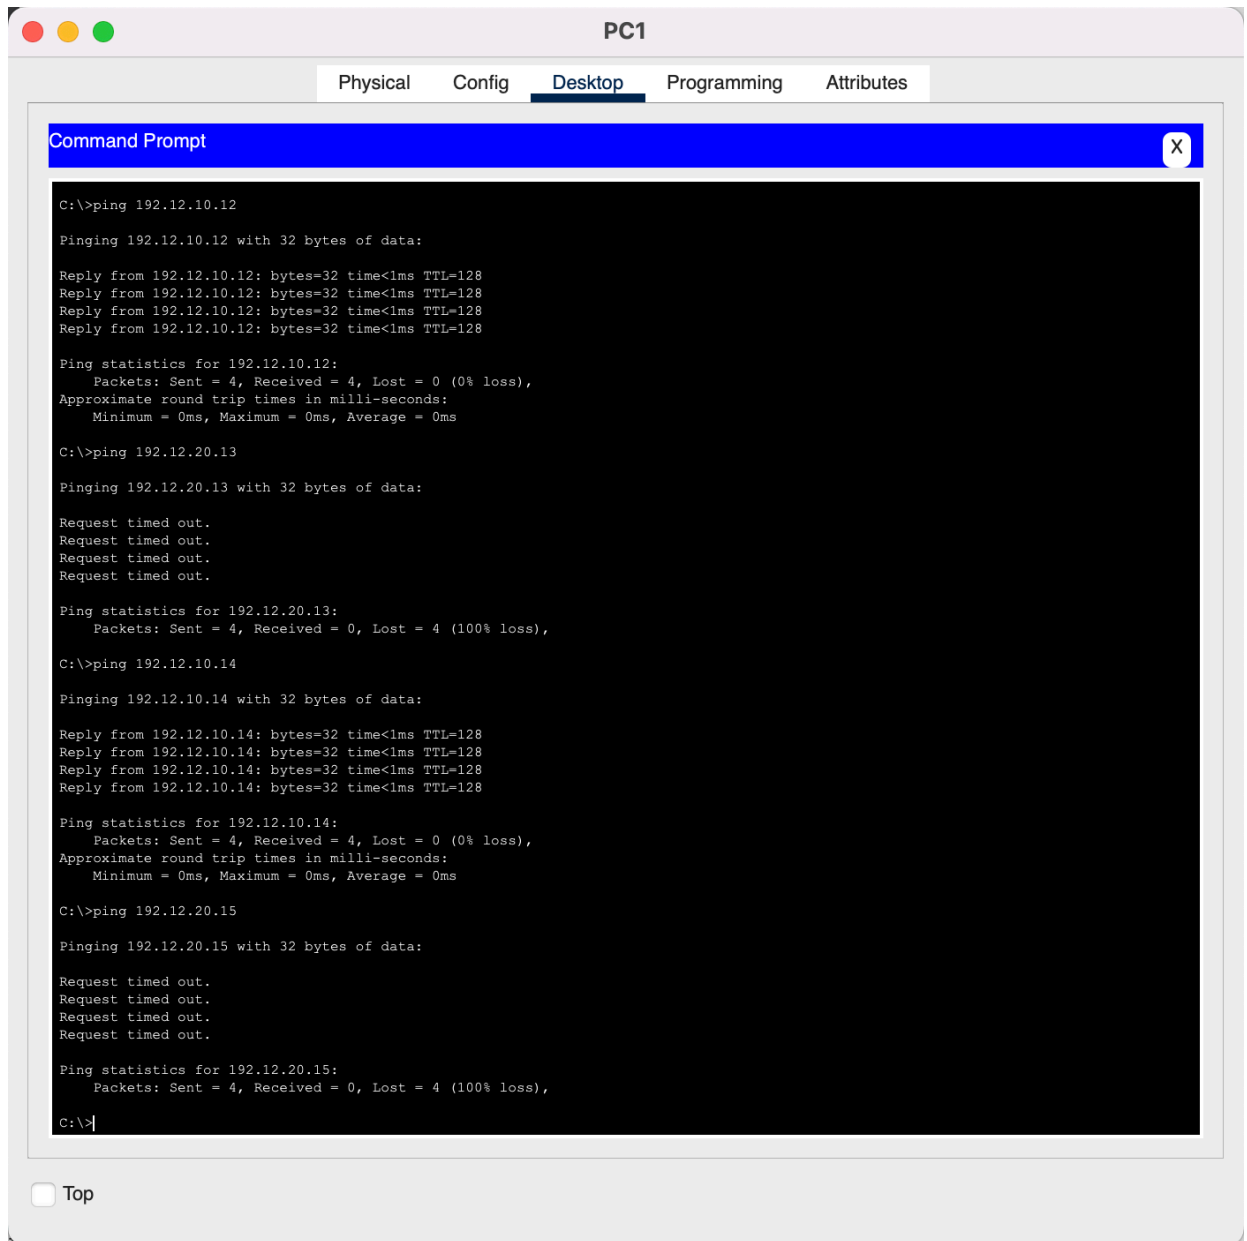 PC1
Physical Config Desktop Programming Attributes
Command Prompt
X
C:\>ping 192.12.10.12
Pinging 192.12.10.12 with 32 bytes of data:
Reply from 192.12.10.12: bytes=32 time<1ms TTL=128
Reply from 192.12.10.12: bytes=32 time<1ms TTL=128
Reply from 192.12.10.12: bytes=32 time<1ms TTL=128
Reply from 192.12.10.12: bytes=32 time<1ms TTL=128
Ping statistics for 192.12.10.12:
Packets: Sent = 4, Received = 4, Lost = 0 (0% loss),
Approximate round trip times in milli-seconds:
Minimum = 0ms, Maximum = 0ms, Average = 0ms
C:\>ping 192.12.20.13
Pinging 192.12.20.13 with 32 bytes of data:
Request timed out.
Request timed out.
Request timed out.
Request timed out.
Ping statistics for 192.12.20.13:
Packets: Sent = 4, Received = 0, Lost = 4 (100% loss),
C:\>ping 192.12.10.14
Pinging 192.12.10.14 with 32 bytes of data:
Reply from 192.12.10.14: bytes=32 time<1ms TTL=128
Reply from 192.12.10.14: bytes=32 time<1ms TTL=128
Reply from 192.12.10.14: bytes=32 time<1ms TTL=128
Reply from 192.12.10.14: bytes=32 time<1ms TTL=128
Ping statistics for 192.12.10.14:
Packets: Sent = 4, Received = 4, Lost = 0 (0% loss),
Approximate round trip times in milli-seconds:
Minimum = 0ms, Maximum = 0ms, Average = 0ms
C:\>ping 192.12.20.15
Pinging 192.12.20.15 with 32 bytes of data:
Request timed out.
Request timed out.
Request timed out.
Request timed out.
Ping statistics for 192.12.20.15:
Packets: Sent = 4, Received = 0, Lost = 4 (100% loss),
C:\>
Top